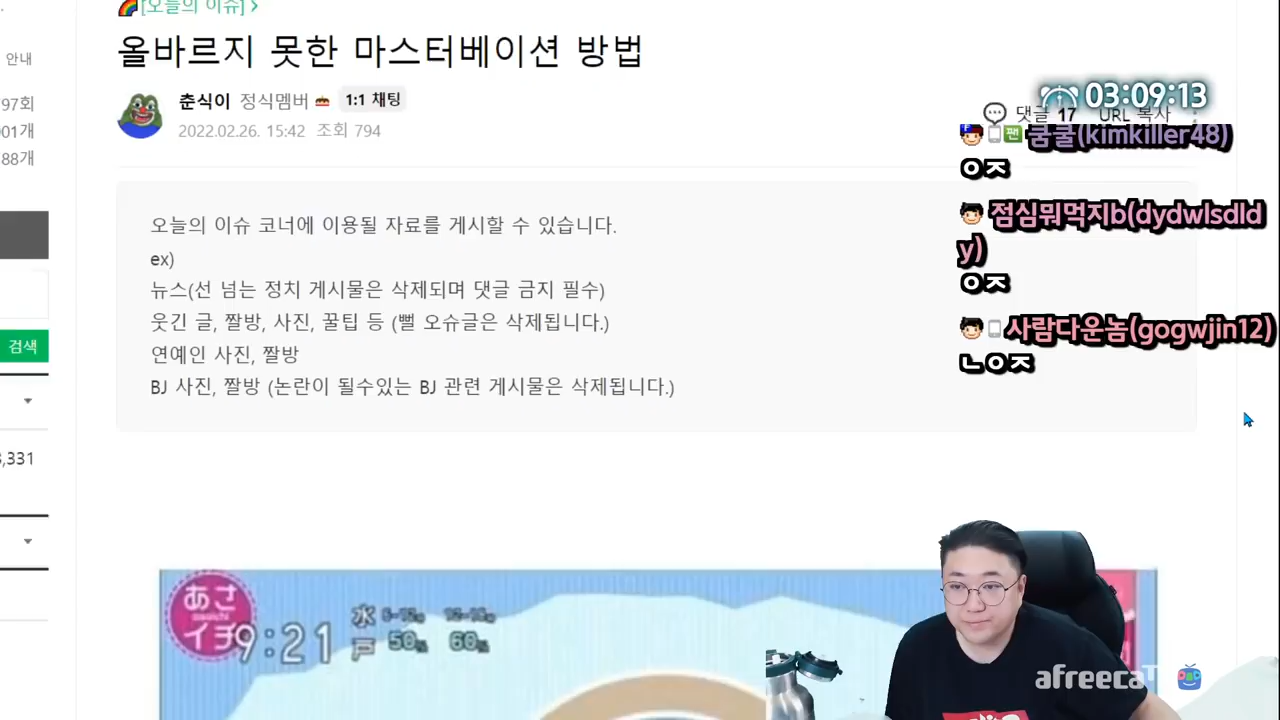 [오늘의 이슈] >
올바르지 못한 마스터베이션 방법
안내
춘식이 정식멤버 1:1 채팅
2022.02.26. 15:42 조회 794
댓글 17 URL 복사
97회
01개
88개
03:09:13
쿰쿨(kimkiller48)
ㅇㅈ
점심뭐먹지b(dydwlsdld
y)
ㅇㅈ
사람다운놈(gogwjin12)
ㄴㅇㅈ
오늘의 이슈 코너에 이용될 자료를 게시할 수 있습니다.
ex)
뉴스(선 넘는 정치 게시물은 삭제되며 댓글 금지 필수)
웃긴 글, 짤방, 사진, 꿀팁 등 (뻘 오슈글은 삭제됩니다.)
연예인 사진, 짤방
BJ 사진, 짤방 (논란이 될수있는 BJ 관련 게시물은 삭제됩니다.)
검색
,331
あさ
イチ
9:21
水
戸
50%
60%
afreecaT